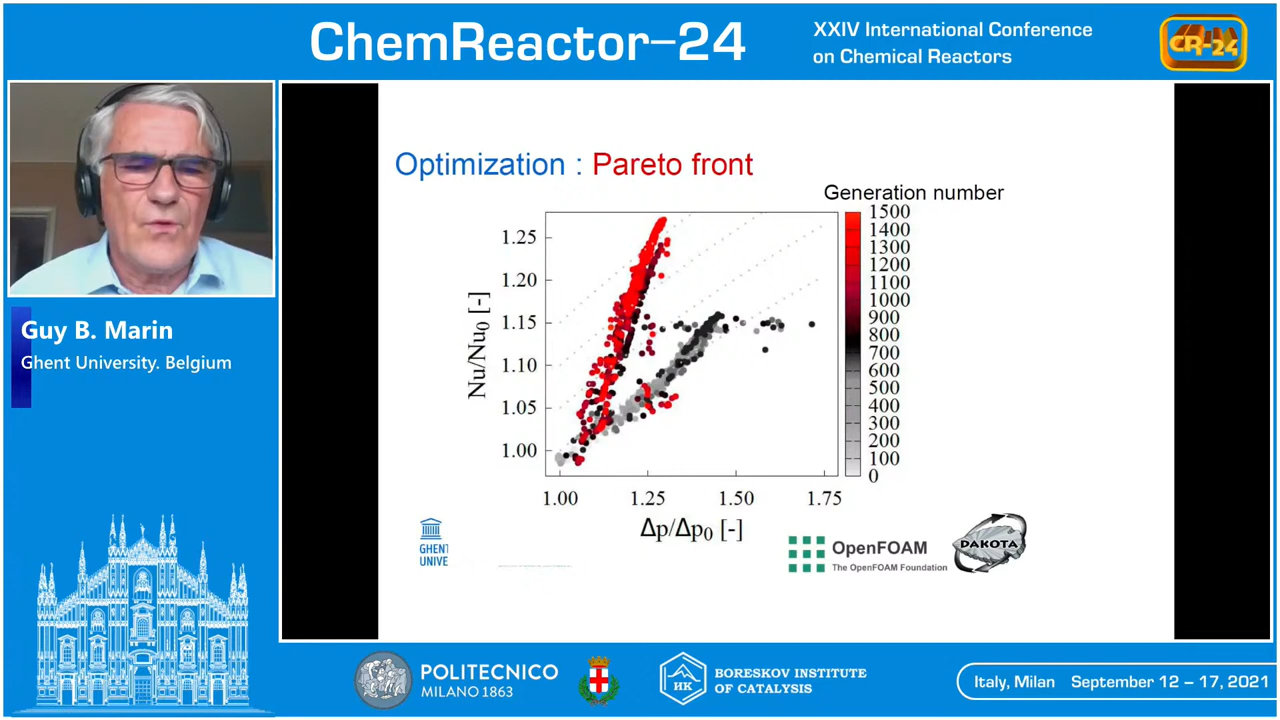 ChemReactor-24
XXIV International Conference
on Chemical Reactors
CR-24
Guy B. Marin
Ghent University. Belgium
Optimization : Pareto front
Generation number
1500
1400
1300
1200
1100
1000
900
800
700
600
500
400
300
200
100
0
Nu/Nu0 [-]
1.25
1.20
1.15
1.10
1.05
1.00
1.00 1.25 1.50 1.75
Δp/Δp0 [-]
GHENT
UNIVE
OpenFOAM
The OpenFOAM Foundation
DAKOTA
POLITECNICO
MILANO 1863
НК
BORESKOV INSTITUTE
OF CATALYSIS
Italy, Milan September 12 – 17, 2021